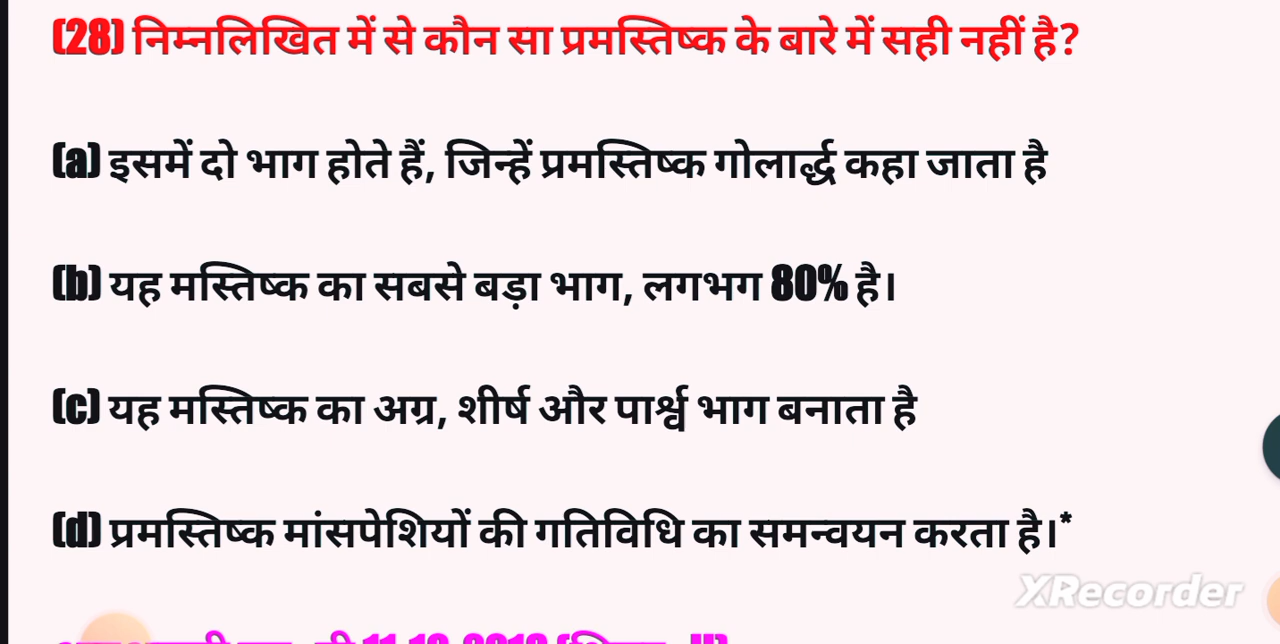 (28) निम्नलिखित में से कौन सा प्रमस्तिष्क के बारे में सही नहीं है?
(a) इसमें दो भाग होते हैं, जिन्हें प्रमस्तिष्क गोलार्द्ध कहा जाता है
(b) यह मस्तिष्क का सबसे बड़ा भाग, लगभग 80% है।
(c) यह मस्तिष्क का अग्र, शीर्ष और पार्श्व भाग बनाता है
(d) प्रमस्तिष्क मांसपेशियों की गतिविधि का समन्वयन करता है।*
XRecorder